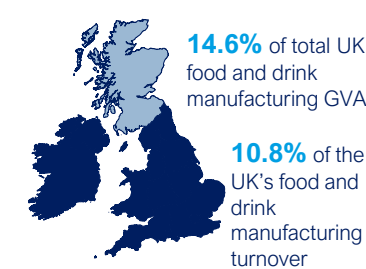 14.6% of total UK
food and drink
manufacturing GVA
10.8% of the
UK's food and
drink
manufacturing
turnover